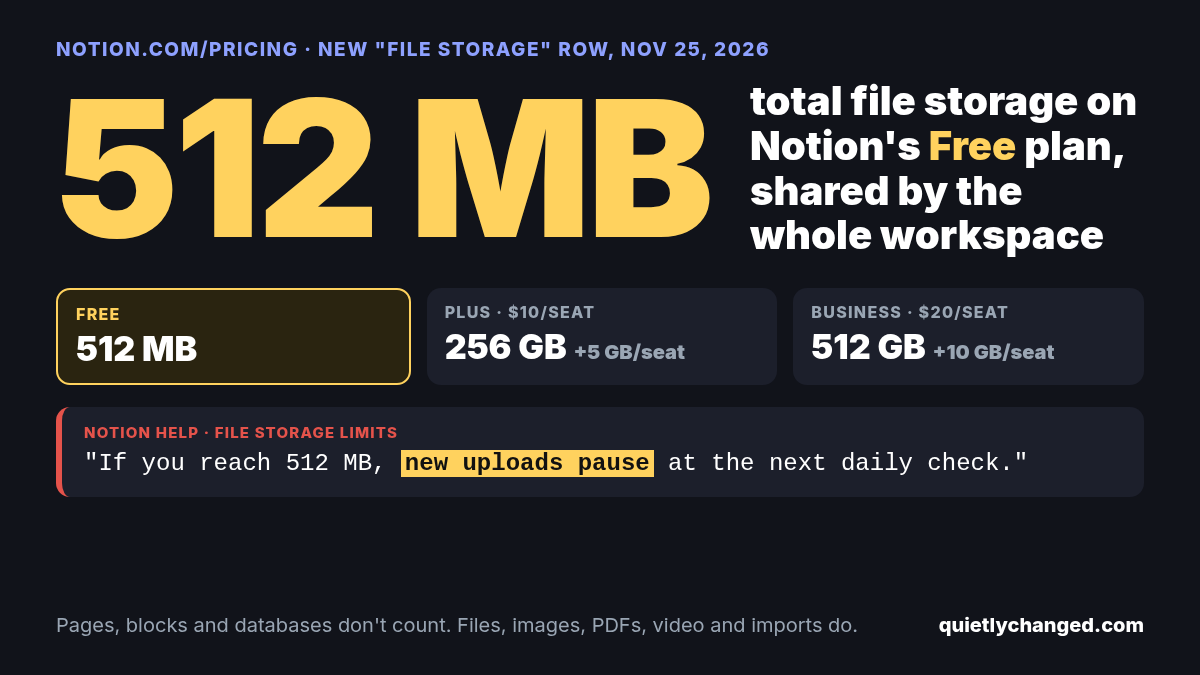 NOTION.COM/PRICING · NEW "FILE STORAGE" ROW, NOV 25, 2026
512 MB
total file storage on
Notion's Free plan,
shared by the
whole workspace
FREE
512 MB
PLUS · $10/SEAT
256 GB +5 GB/seat
BUSINESS · $20/SEAT
512 GB +10 GB/seat
NOTION HELP · FILE STORAGE LIMITS
"If you reach 512 MB, new uploads pause at the next daily check."
Pages, blocks and databases don't count. Files, images, PDFs, video and imports do.
quietlychanged.com